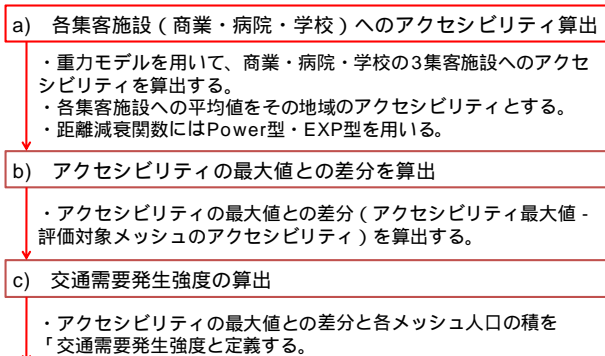 a) 各集客施設（商業・病院・学校）へのアクセシビリティ算出
・重力モデルを用いて、商業・病院・学校の3集客施設へのアクセ
シビリティを算出する。
・各集客施設への平均値をその地域のアクセシビリティとする。
・距離減衰関数にはPower型・EXP型を用いる。
b) アクセシビリティの最大値との差分を算出
・アクセシビリティの最大値との差分（アクセシビリティ最大値 -
評価対象メッシュのアクセシビリティ）を算出する。
c) 交通需要発生強度の算出
・アクセシビリティの最大値との差分と各メッシュ人口の積を
「交通需要発生強度と定義する。